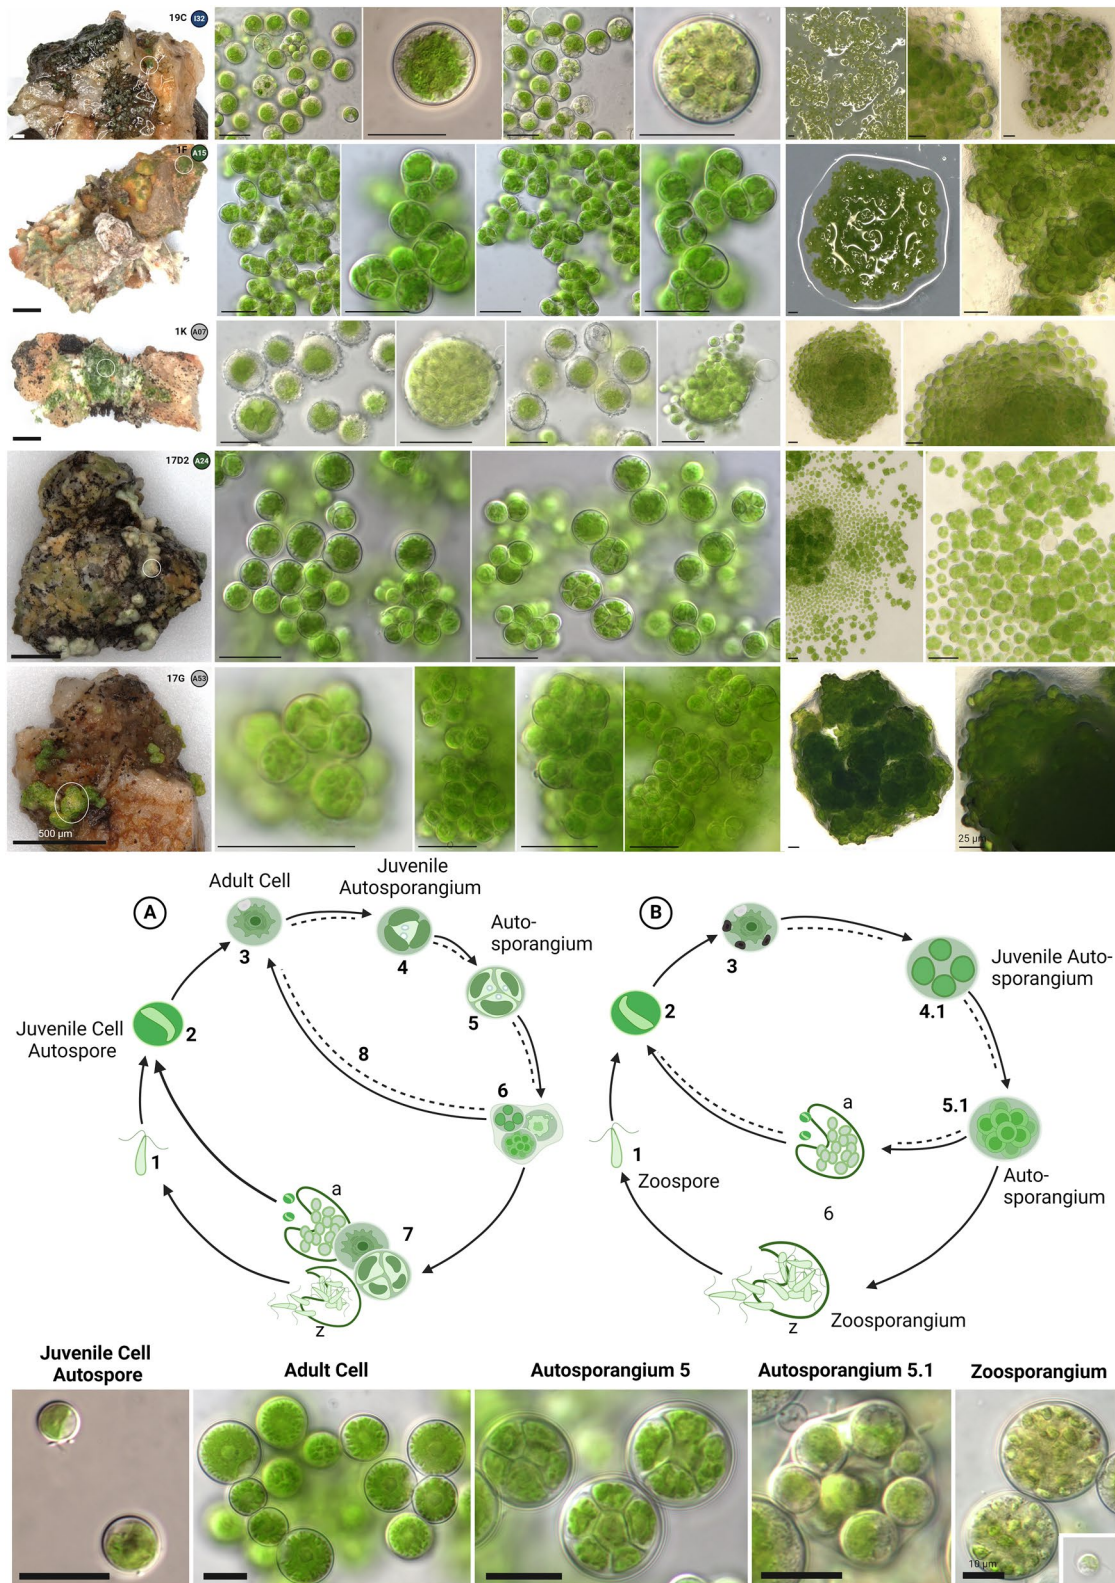 19C I32
1F A15
1K A07
17D2 A24
17G A53
500 µm
25 µm
A
Adult Cell
3
Juvenile
Autosporangium
4
Auto-
sporangium
5
Juvenile Cell
Autospore
2
8
6
1
a
7
z
B
3
Juvenile Auto-
sporangium
4.1
2
a
5.1
1
Zoospore
Auto-
sporangium
6
Zoosporangium
z
Juvenile Cell
Autospore
Adult Cell
Autosporangium 5
Autosporangium 5.1
Zoosporangium
10 µm